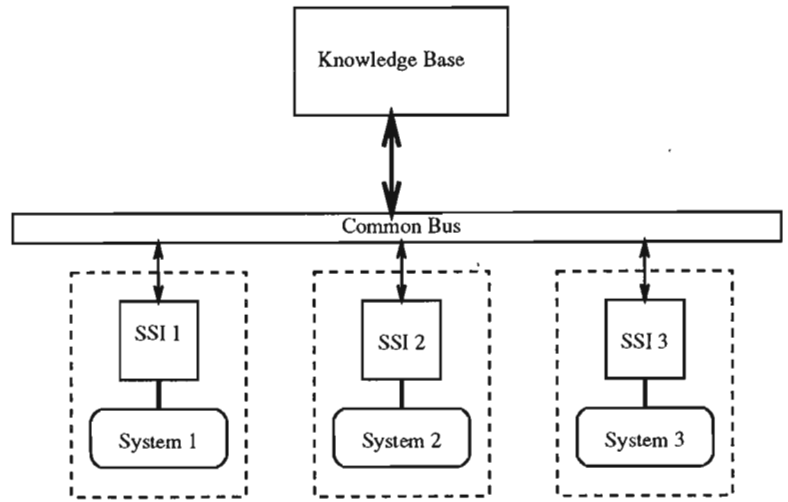 Knowledge Base
Common Bus
SSI 1
SSI 2
SSI 3
System 1
System 2
System 3